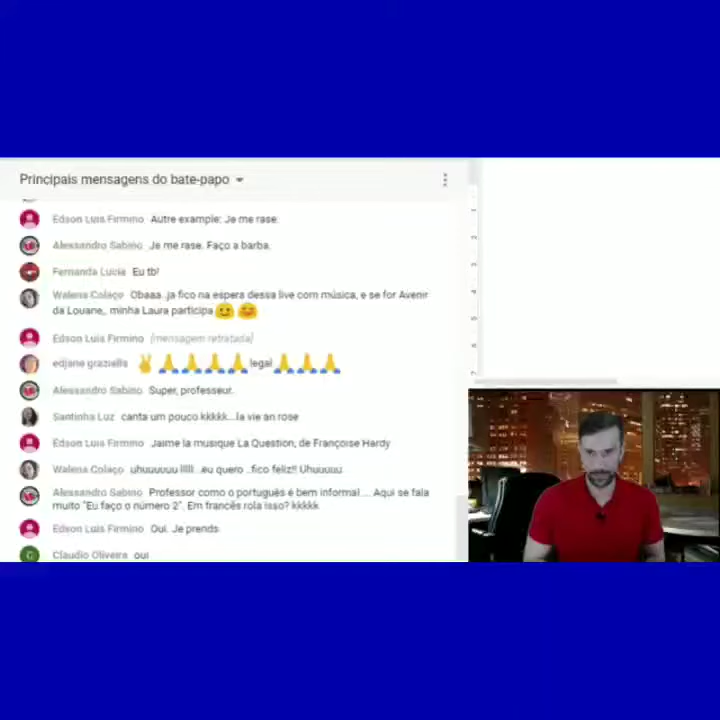 Principais mensagens do bate-papo
Edson Luis Firmino Autre example: Je me rase.
Alessandro Sabino Je me rase. Faço a barba.
Fernanda Lucia Eu tb!
Walena Colaço Obaaa..ja fico na espera dessa live com música, e se for Avenir
da Louane,. minha Laura participa
Edson Luis Firmino [mensagem retratada]
edjane graziells legal
Alessandro Sabino Super, professeur.
Santinha Luz canta um pouco kkkkk...la vie an rose
Edson Luis Firmino Jaime la musique La Question, de Françoise Hardy
Walena Colaço uhuuuuuu lllll ..eu quero ..fico feliz!! Uhuuuuu
Alessandro Sabino Professor como o português é bem informal.... Aqui se fala
muito "Eu faço o número 2". Em francês rola isso? kkkkk
Edson Luis Firmino Oui. Je prends
C Claudio Oliveira oui